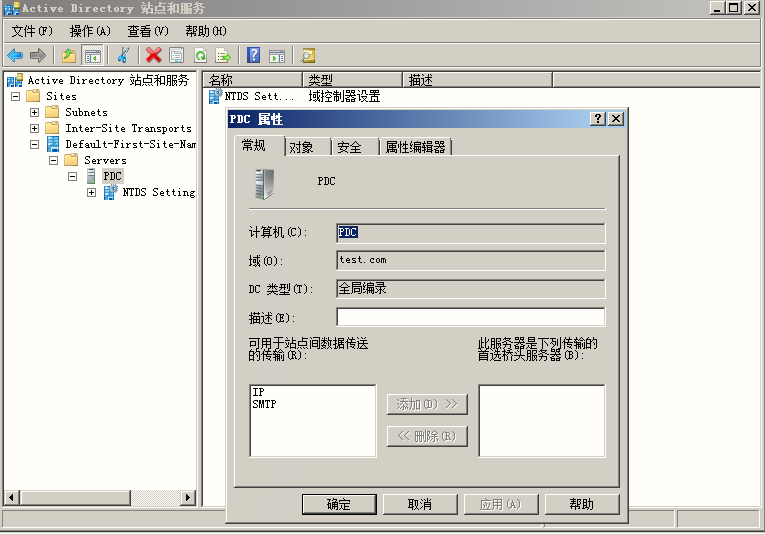 Active Directory 站点和服务
文件(F) 操作(A) 查看(V) 帮助(H)
Active Directory 站点和服务
Sites
Subnets
Inter-Site Transports
Default-First-Site-Nam
Servers
PDC
NTDS Setting
名称 类型 描述
NTDS Sett... 域控制器设置
PDC 属性
常规 对象 安全 属性编辑器
PDC
计算机(C): PDC
域(O): test.com
DC 类型(T): 全局编录
描述(E):
可用于站点间数据传送
的传输(R):
此服务器是下列传输的
首选桥头服务器(B):
IP
SMTP
添加(D) >>
<< 删除(R)
确定 取消 应用(A) 帮助